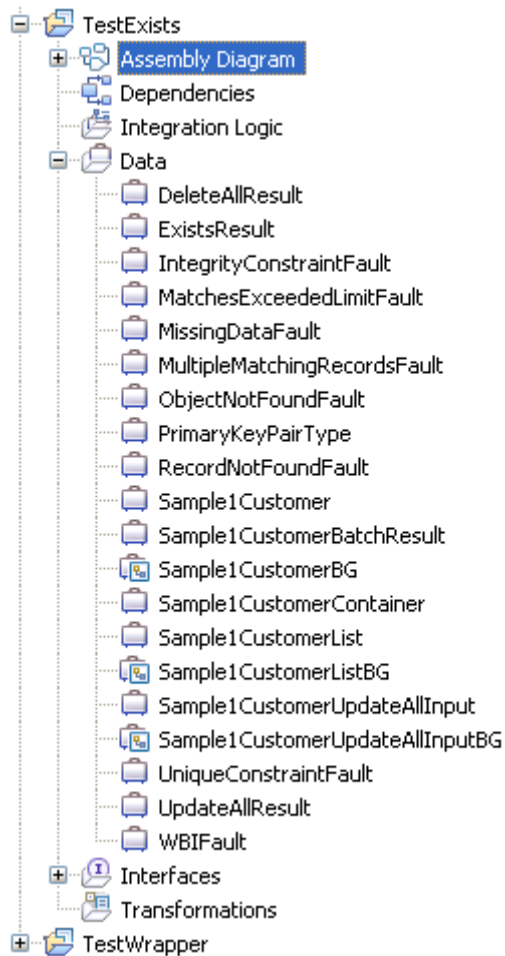 TestExists
Assembly Diagram
Dependencies
Integration Logic
Data
DeleteAllResult
ExistsResult
IntegrityConstraintFault
MatchesExceededLimitFault
MissingDataFault
MultipleMatchingRecordsFault
ObjectNotFoundFault
PrimaryKeyPairType
RecordNotFoundFault
Sample1Customer
Sample1CustomerBatchResult
Sample1CustomerBG
Sample1CustomerContainer
Sample1CustomerList
Sample1CustomerListBG
Sample1CustomerUpdateAllInput
Sample1CustomerUpdateAllInputBG
UniqueConstraintFault
UpdateAllResult
WBIFault
Interfaces
Transformations
TestWrapper